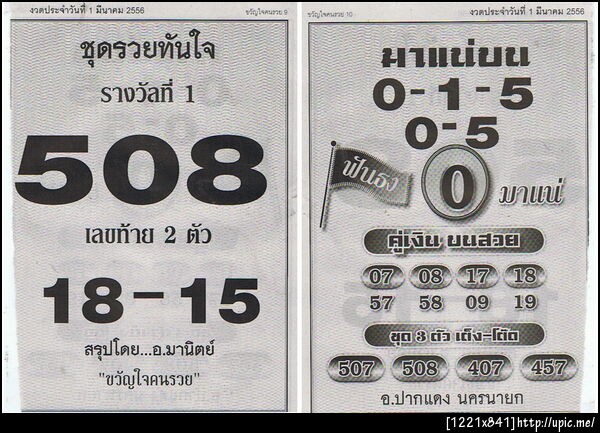 งวดประจำวันที่ 1 มีนาคม 2556
ขวัญใจคนรวย 9
ชุดรวยทันใจ
รางวัลที่ 1
508
เลขท้าย 2 ตัว
18-15
สรุปโดย...อ.มานิตย์
"ขวัญใจคนรวย"
ขวัญใจคนรวย 10
งวดประจำวันที่ 1 มีนาคม 2556
มาแน่บน
0-1-5
0-5
ฟันธง
0
มาแน่
คู่เงิน บนสวย
07 08 17 18
57 58 09 19
ชุด 3 ตัว เต็ง-โต๊ด
507 508 407 457
อ.ปากแดง นครนายก
[1221x841]http://upic.me/